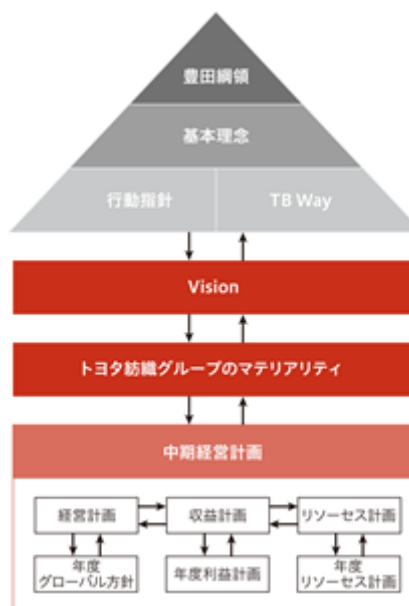 豊田綱領
基本理念
行動指針
TB Way
Vision
トヨタ紡織グループのマテリアリティ
中期経営計画
経営計画
収益計画
リソーセス計画
年度
グローバル方針
年度利益計画
年度
リソーセス計画